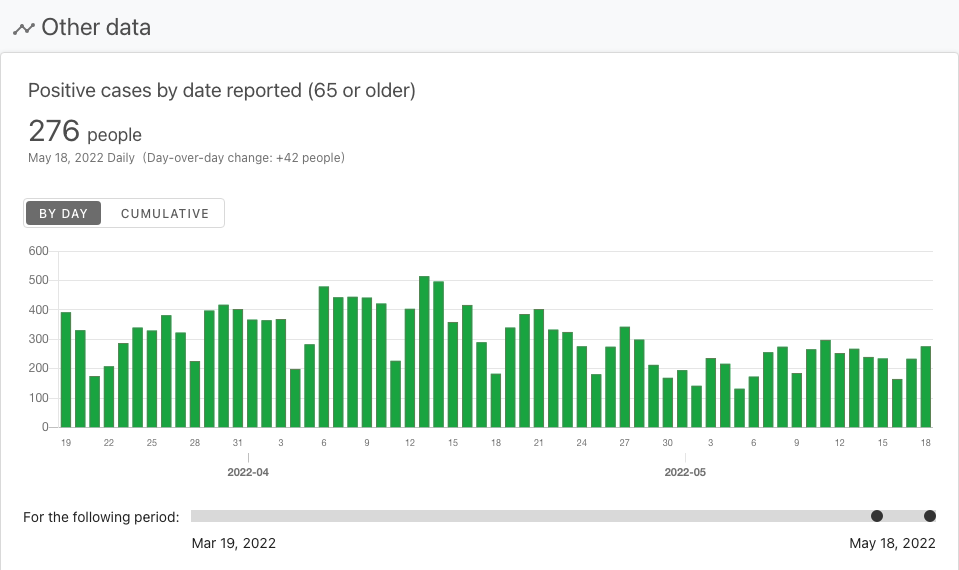 Other data
Positive cases by date reported (65 or older)
276 people
May 18, 2022 Daily (Day-over-day change: +42 people)
BY DAY CUMULATIVE
600
500
400
300
200
100
0
19 22 25 28 31 3 6 9 12 15 18 21 24 27 30 3 6 9 12 15 18
2022-04 2022-05
For the following period:
Mar 19, 2022 May 18, 2022